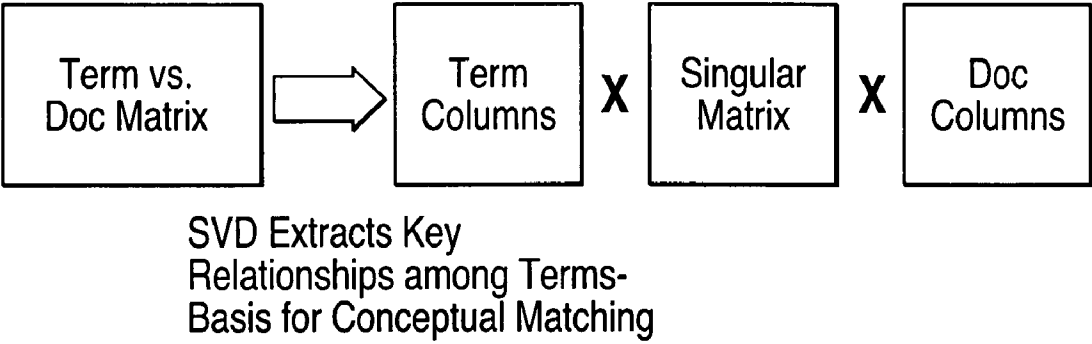 Term vs.
Doc Matrix
Term
Columns
X
Singular
Matrix
X
Doc
Columns
SVD Extracts Key
Relationships among Terms-
Basis for Conceptual Matching